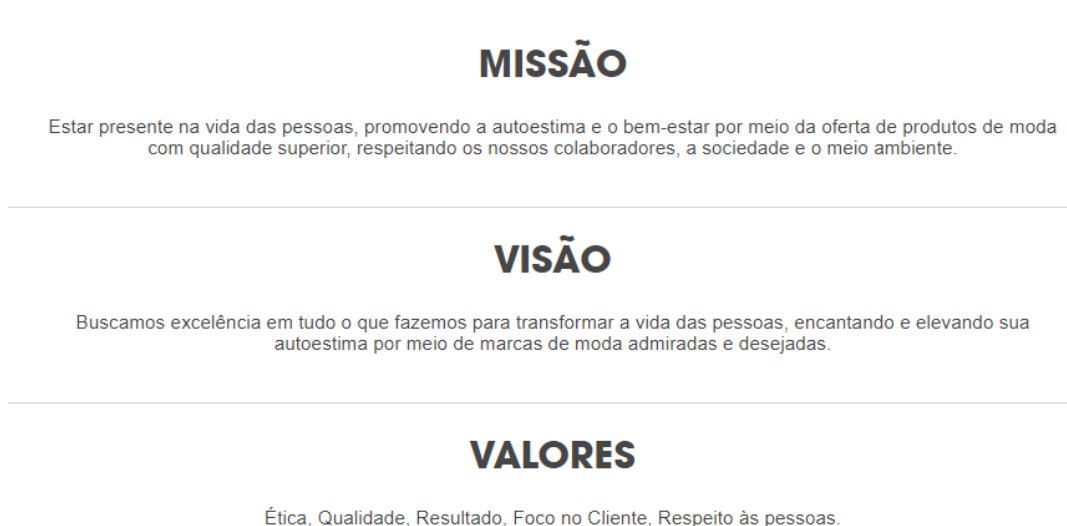 MISSÃO
Estar presente na vida das pessoas, promovendo a autoestima e o bem-estar por meio da oferta de produtos de moda
com qualidade superior, respeitando os nossos colaboradores, a sociedade e o meio ambiente.
VISÃO
Buscamos excelência em tudo o que fazemos para transformar a vida das pessoas, encantando e elevando sua
autoestima por meio de marcas de moda admiradas e desejadas.
VALORES
Ética, Qualidade, Resultado, Foco no Cliente, Respeito às pessoas.